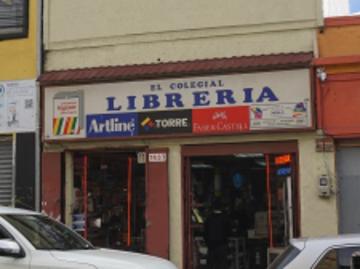 EL COLEGIAL
LIBRERIA
Artline
TORRE
FABER-CASTELL